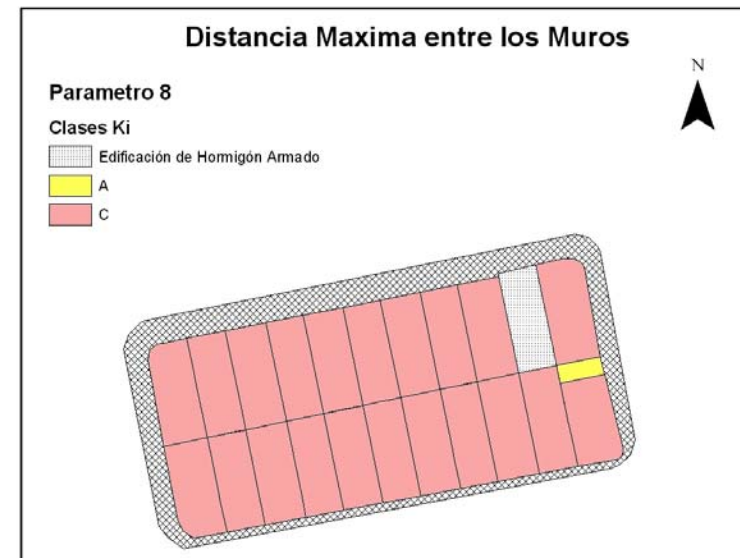 Distancia Maxima entre los Muros
N
Parametro 8
Clases Ki
Edificación de Hormigón Armado
A
C